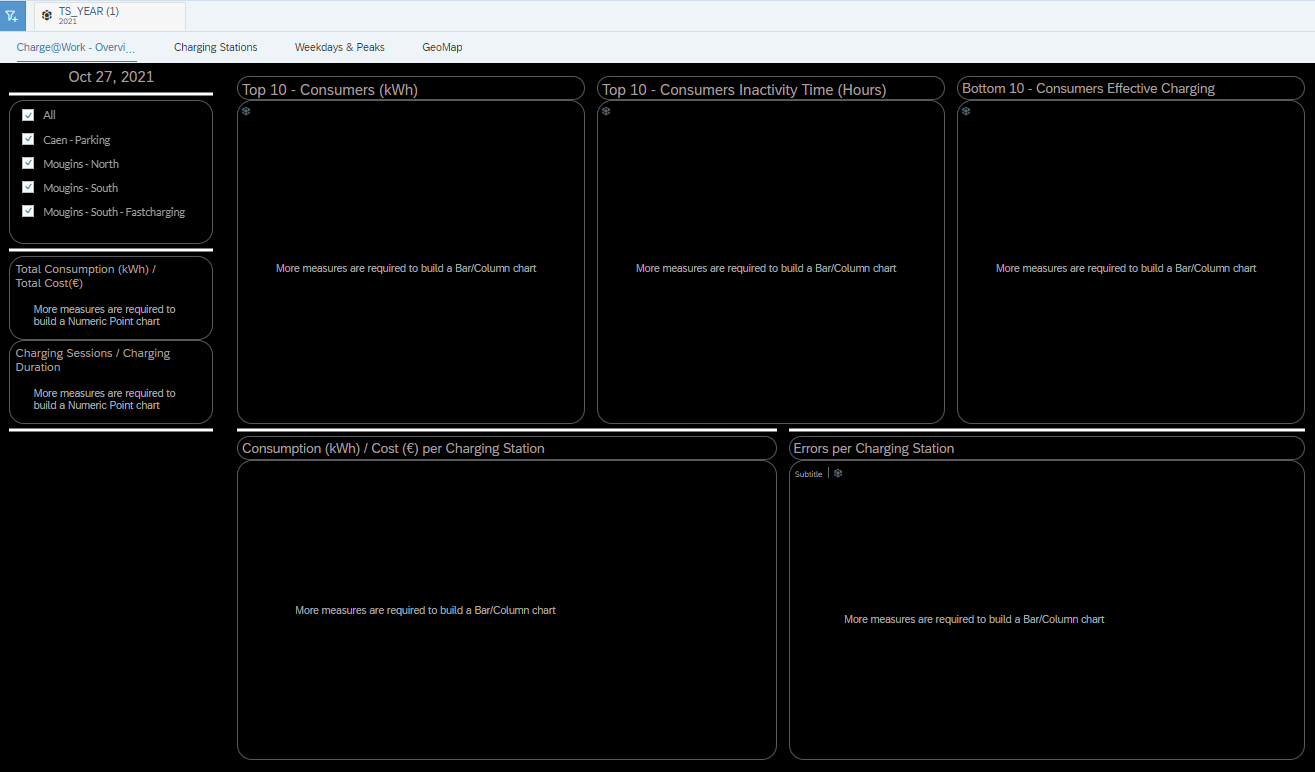 TS_YEAR (1)
2021
Charge@Work - Overvi...
Charging Stations
Weekdays & Peaks
GeoMap
Oct 27, 2021
All
Caen - Parking
Mougins - North
Mougins - South
Mougins - South - Fastcharging
Total Consumption (kWh) /
Total Cost(€)
More measures are required to
build a Numeric Point chart
Charging Sessions / Charging
Duration
More measures are required to
build a Numeric Point chart
Top 10 - Consumers (kWh)
More measures are required to build a Bar/Column chart
Top 10 - Consumers Inactivity Time (Hours)
More measures are required to build a Bar/Column chart
Bottom 10 - Consumers Effective Charging
More measures are required to build a Bar/Column chart
Consumption (kWh) / Cost (€) per Charging Station
More measures are required to build a Bar/Column chart
Errors per Charging Station
Subtitle
More measures are required to build a Bar/Column chart